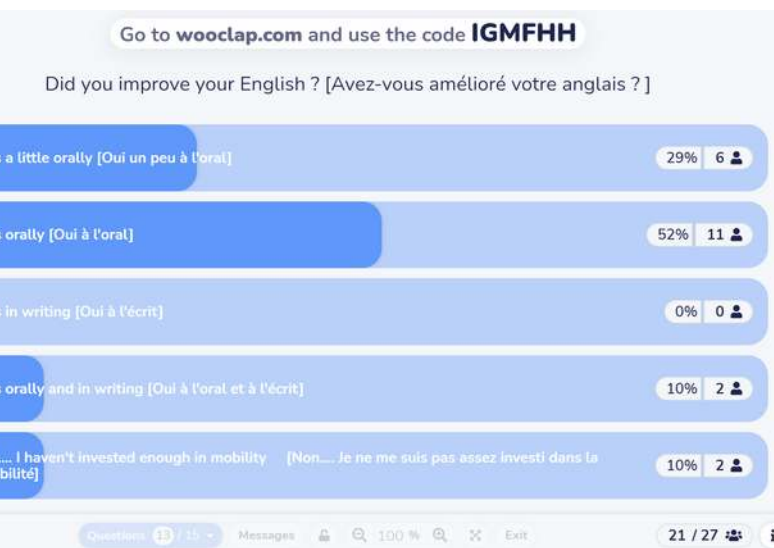 Go to wooclap.com and use the code IGMFHH
Did you improve your English ? [Avez-vous amélioré votre anglais ? ]
a little orally [Oui un peu à l'oral]
29% 6
orally [Oui à l'oral]
52% 11
in writing [Oui à l'écrit]
0% 0
orally and in writing [Oui à l'oral et à l'écrit]
10% 2
.... I haven't invested enough in mobility [Non.... Je ne me suis pas assez investi dans la
bilité]
10% 2
Questions 13 / 15 Messages 100 % Exit 21 / 27